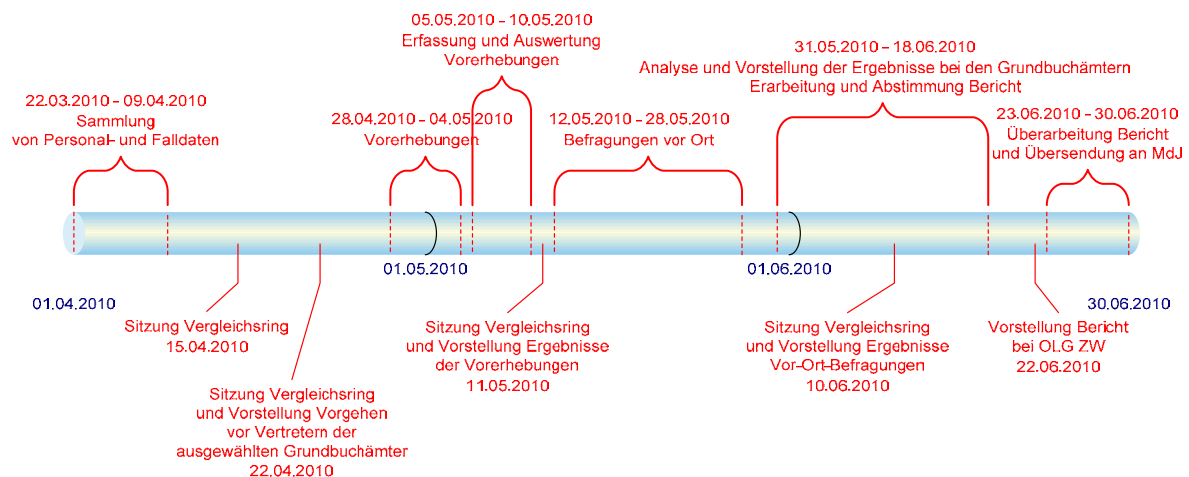 05.05.2010 – 10.05.2010
Erfassung und Auswertung
Vorerhebungen
31.05.2010 – 18.06.2010
Analyse und Vorstellung der Ergebnisse bei den Grundbuchämtern
Erarbeitung und Abstimmung Bericht
22.03.2010 – 09.04.2010
Sammlung
von Personal- und Falldaten
28.04.2010 – 04.05.2010
Vorerhebungen
12.05.2010 – 28.05.2010
Befragungen vor Ort
23.06.2010 – 30.06.2010
Überarbeitung Bericht
und Übersendung an MdJ
01.04.2010
01.05.2010
01.06.2010
30.06.2010
Sitzung Vergleichsring
15.04.2010
Sitzung Vergleichsring
und Vorstellung Vorgehen
vor Vertretern der
ausgewählten Grundbuchämter
22.04.2010
Sitzung Vergleichsring
und Vorstellung Ergebnisse
der Vorerhebungen
11.05.2010
Sitzung Vergleichsring
und Vorstellung Ergebnisse
Vor-Ort-Befragungen
10.06.2010
Vorstellung Bericht
bei OLG ZW
22.06.2010